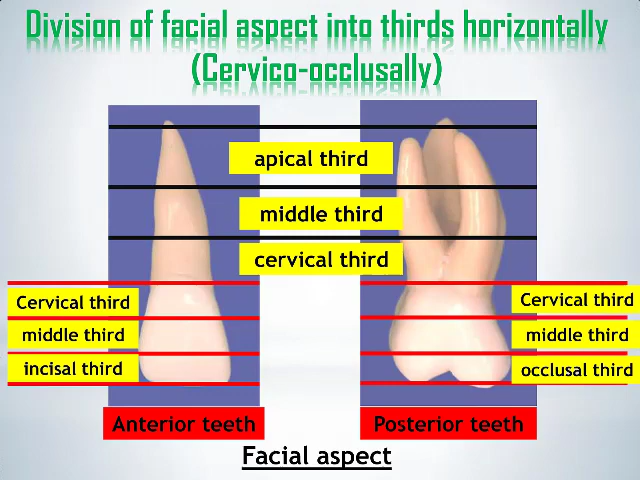 Division of facial aspect into thirds horizontally
(Cervico-occlusally)
apical third
middle third
cervical third
Cervical third
Cervical third
middle third
middle third
incisal third
occlusal third
Anterior teeth
Posterior teeth
Facial aspect